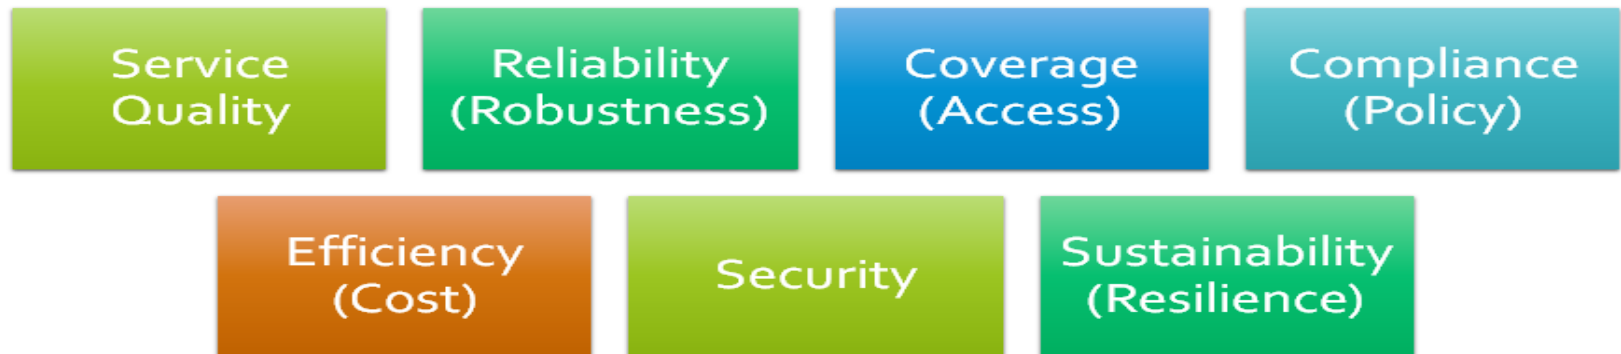 Service
Quality
Reliability
(Robustness)
Coverage
(Access)
Compliance
(Policy)
Efficiency
(Cost)
Security
Sustainability
(Resilience)